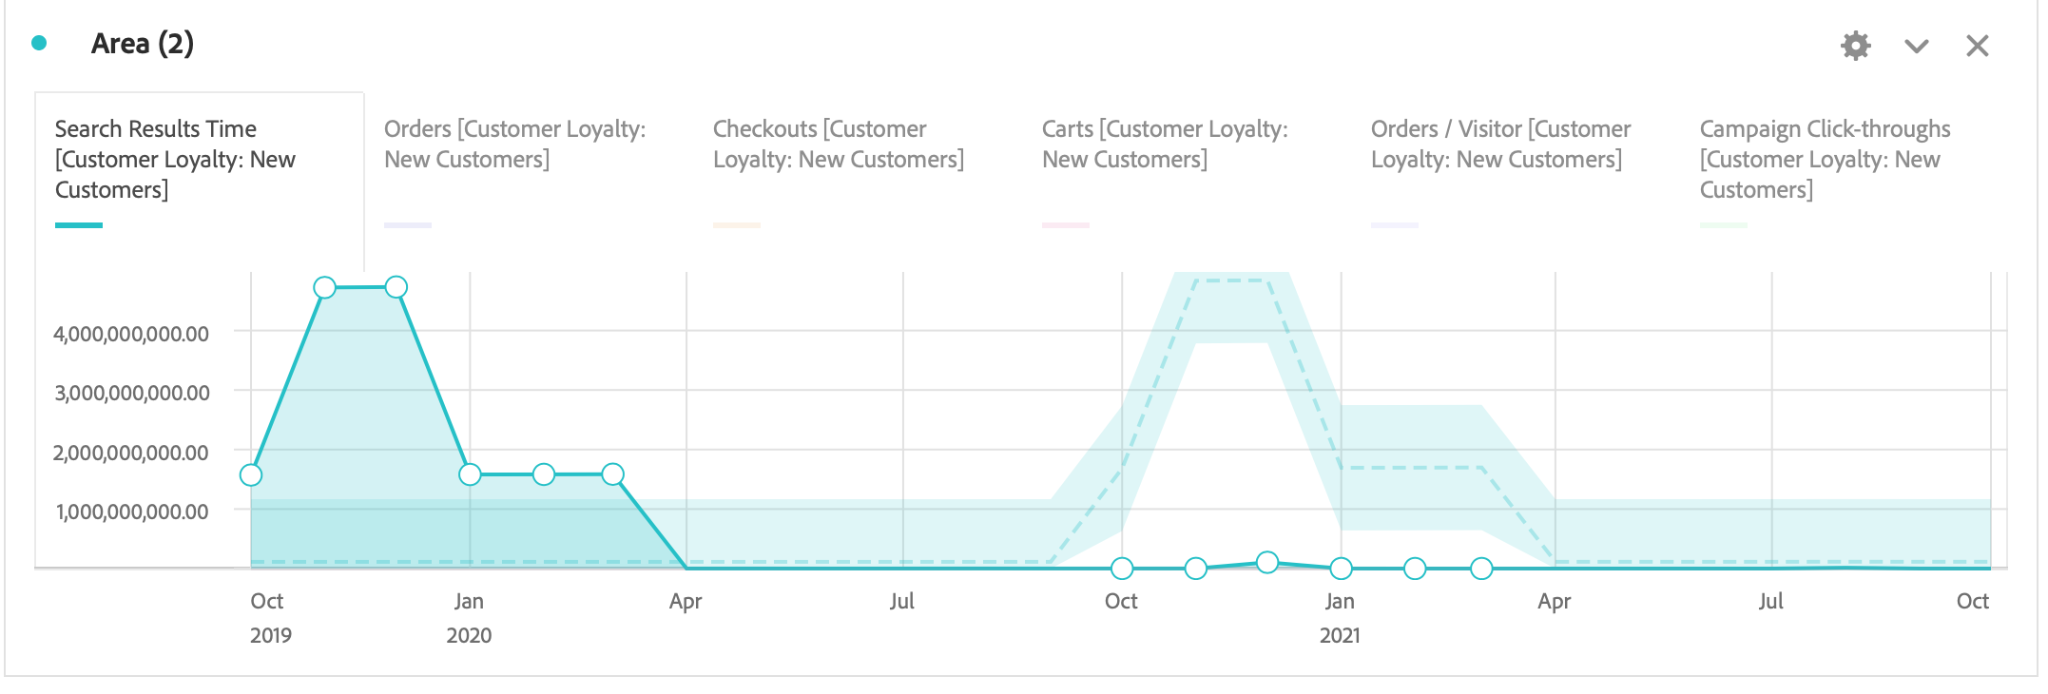 Area (2)
Search Results Time
[Customer Loyalty: New
Customers]
Orders [Customer Loyalty:
New Customers]
Checkouts [Customer
Loyalty: New Customers]
Carts [Customer Loyalty:
New Customers]
Orders / Visitor [Customer
Loyalty: New Customers]
Campaign Click-throughs
[Customer Loyalty: New
Customers]
4,000,000,000.00
3,000,000,000.00
2,000,000,000.00
1,000,000,000.00
Oct Jan Apr Jul Oct Jan Apr Jul Oct
2019 2020 2021